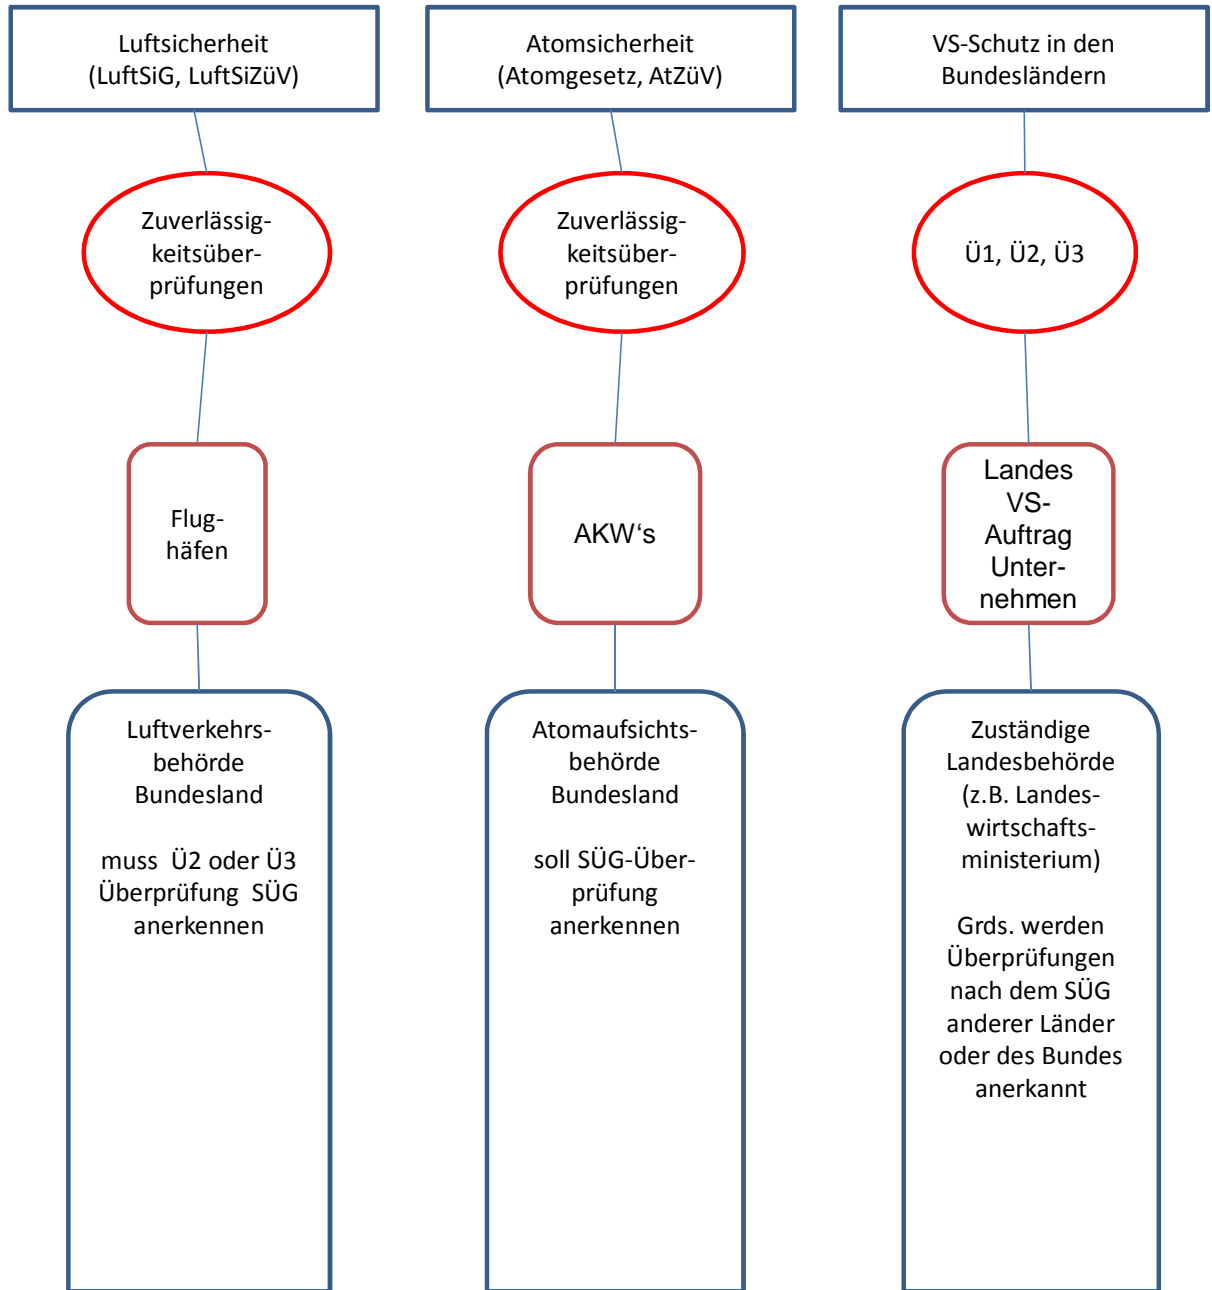 Luftsicherheit
(LuftSiG, LuftSiZüV)
Zuverlässig-
keitsüber-
prüfungen
Flug-
häfen
Luftverkehrs-
behörde
Bundesland
muss Ü2 oder Ü3
Überprüfung SÜG
anerkennen
Atomsicherheit
(Atomgesetz, AtZüV)
Zuverlässig-
keitsüber-
prüfungen
AKW‘s
Atomaufsichts-
behörde
Bundesland
soll SÜG-Über-
prüfung
anerkennen
VS-Schutz in den
Bundesländern
Ü1, Ü2, Ü3
Landes
VS-
Auftrag
Unter-
nehmen
Zuständige
Landesbehörde
(z.B. Landes-
wirtschafts-
ministerium)
Grds. werden
Überprüfungen
nach dem SÜG
anderer Länder
oder des Bundes
anerkannt